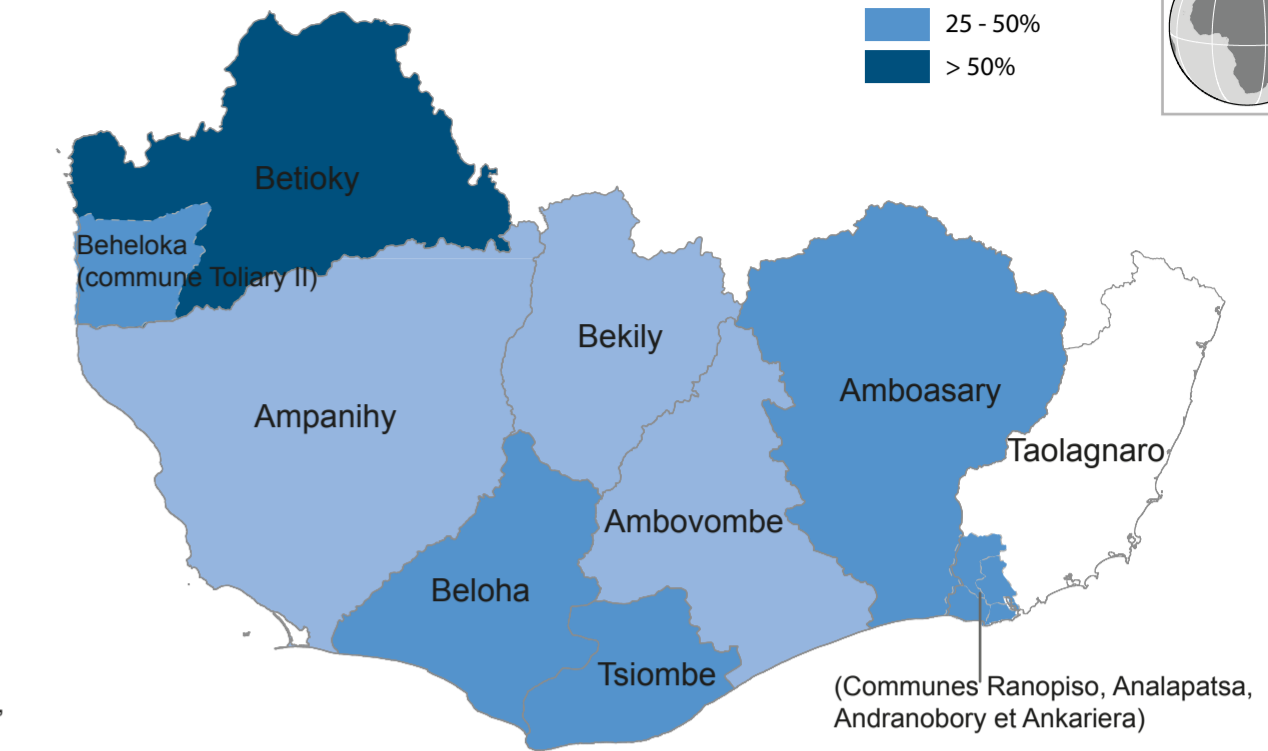 25 - 50%
> 50%
Betioky
Beheloka
(commune Toliary II)
Bekily
Amboasary
Ampanihy
Taolagnaro
Ambovombe
Beloha
Tsiombe
(Communes Ranopiso, Analapatsa,
Andranobory et Ankariera)
,